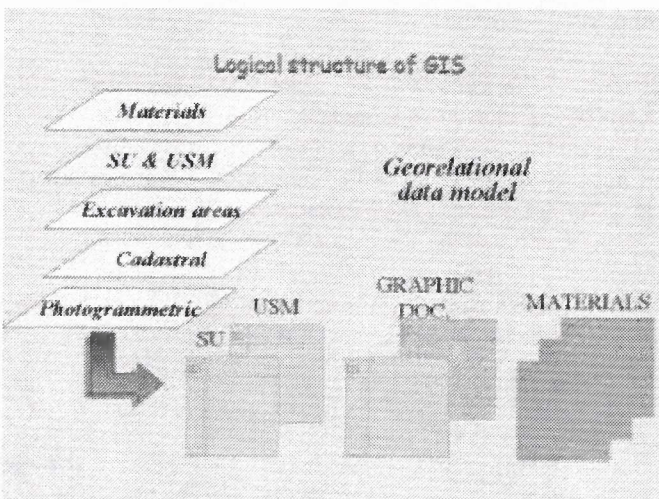 Logical structure of GIS
Materials
SU & USM
Excavation areas
Cadastral
Photogrammetric
Georelational
data model
SU
USM
GRAPHIC
DOC.
MATERIALS